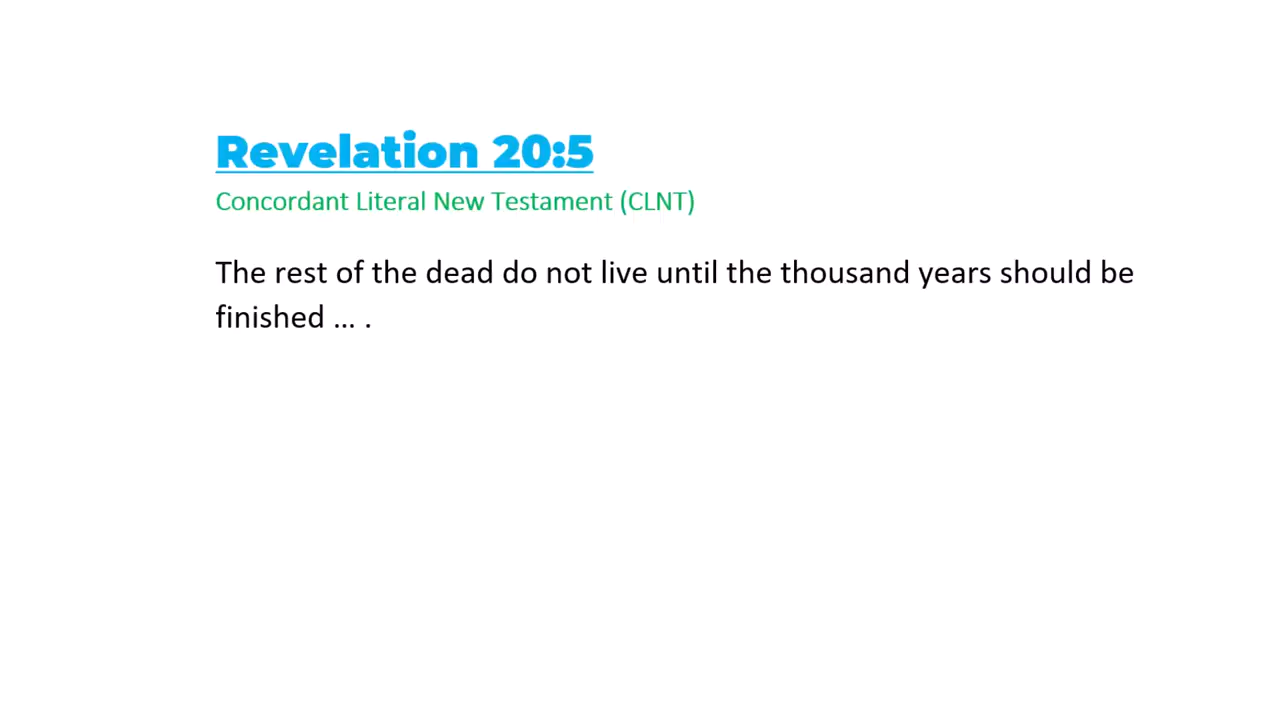 Revelation 20:5
Concordant Literal New Testament (CLNT)
The rest of the dead do not live until the thousand years should be
finished ... .